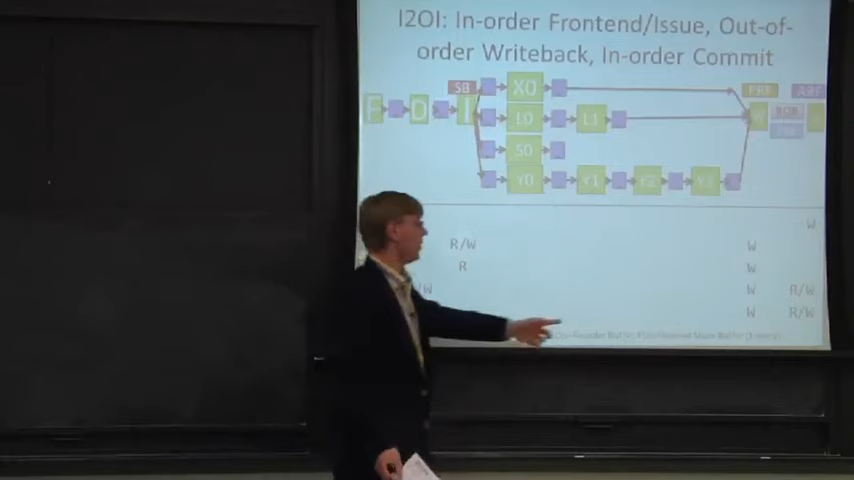 I2OI: In-order Frontend/Issue, Out-of-
order Writeback, In-order Commit
SB X0 PRF ARF
F D I L0 L1 W ROB
S0
Y0 Y1 Y2 Y3
W
R/W W
R W
/W W R/W
W R/W